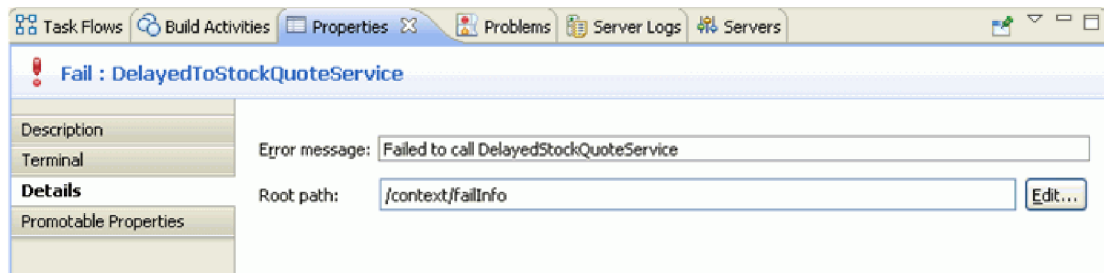 Task Flows Build Activities Properties Problems Server Logs Servers
Fail : DelayedToStockQuoteService
Description
Terminal
Details
Promotable Properties
Error message: Failed to call DelayedStockQuoteService
Root path: /context/failInfo Edit...